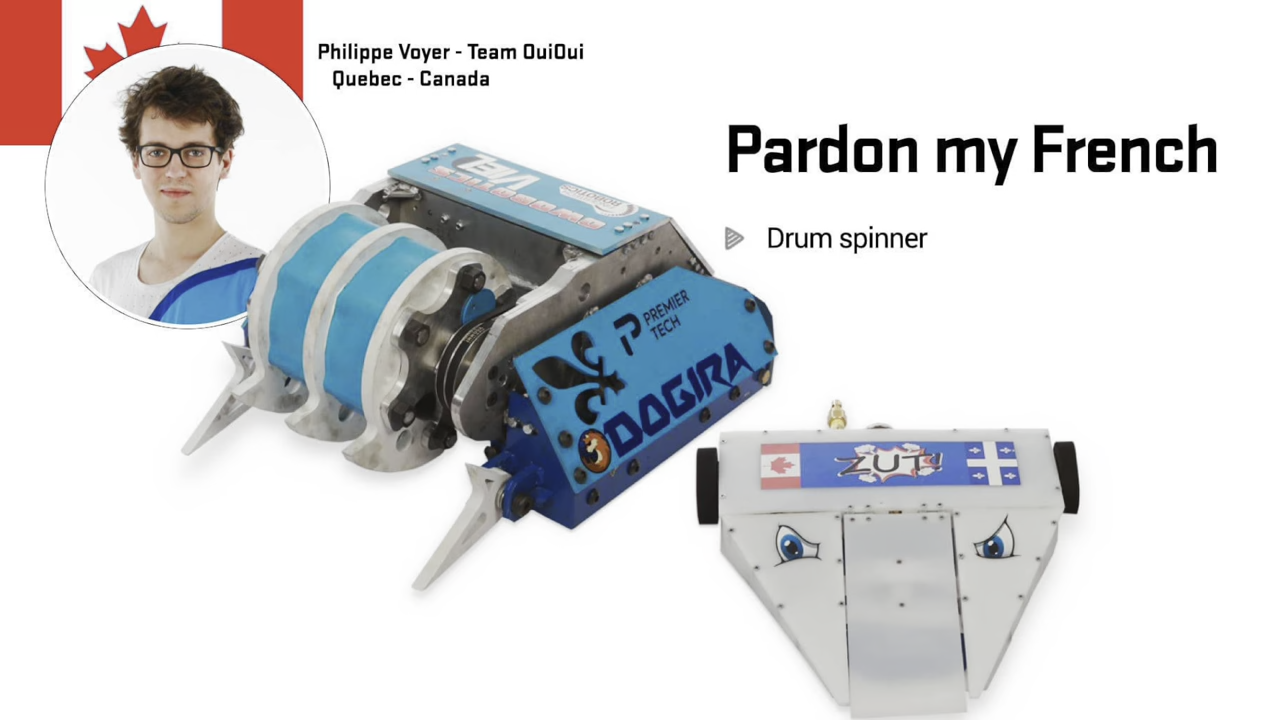 Philippe Voyer - Team OuiOui
Quebec - Canada
Pardon my French
Drum spinner
PREMIER
TECH
DOGIRA
ZUT!